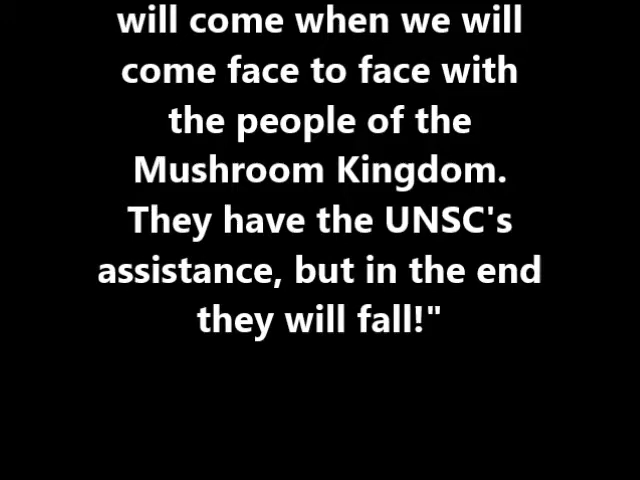 will come when we will
come face to face with
the people of the
Mushroom Kingdom.
They have the UNSC's
assistance, but in the end
they will fall!"